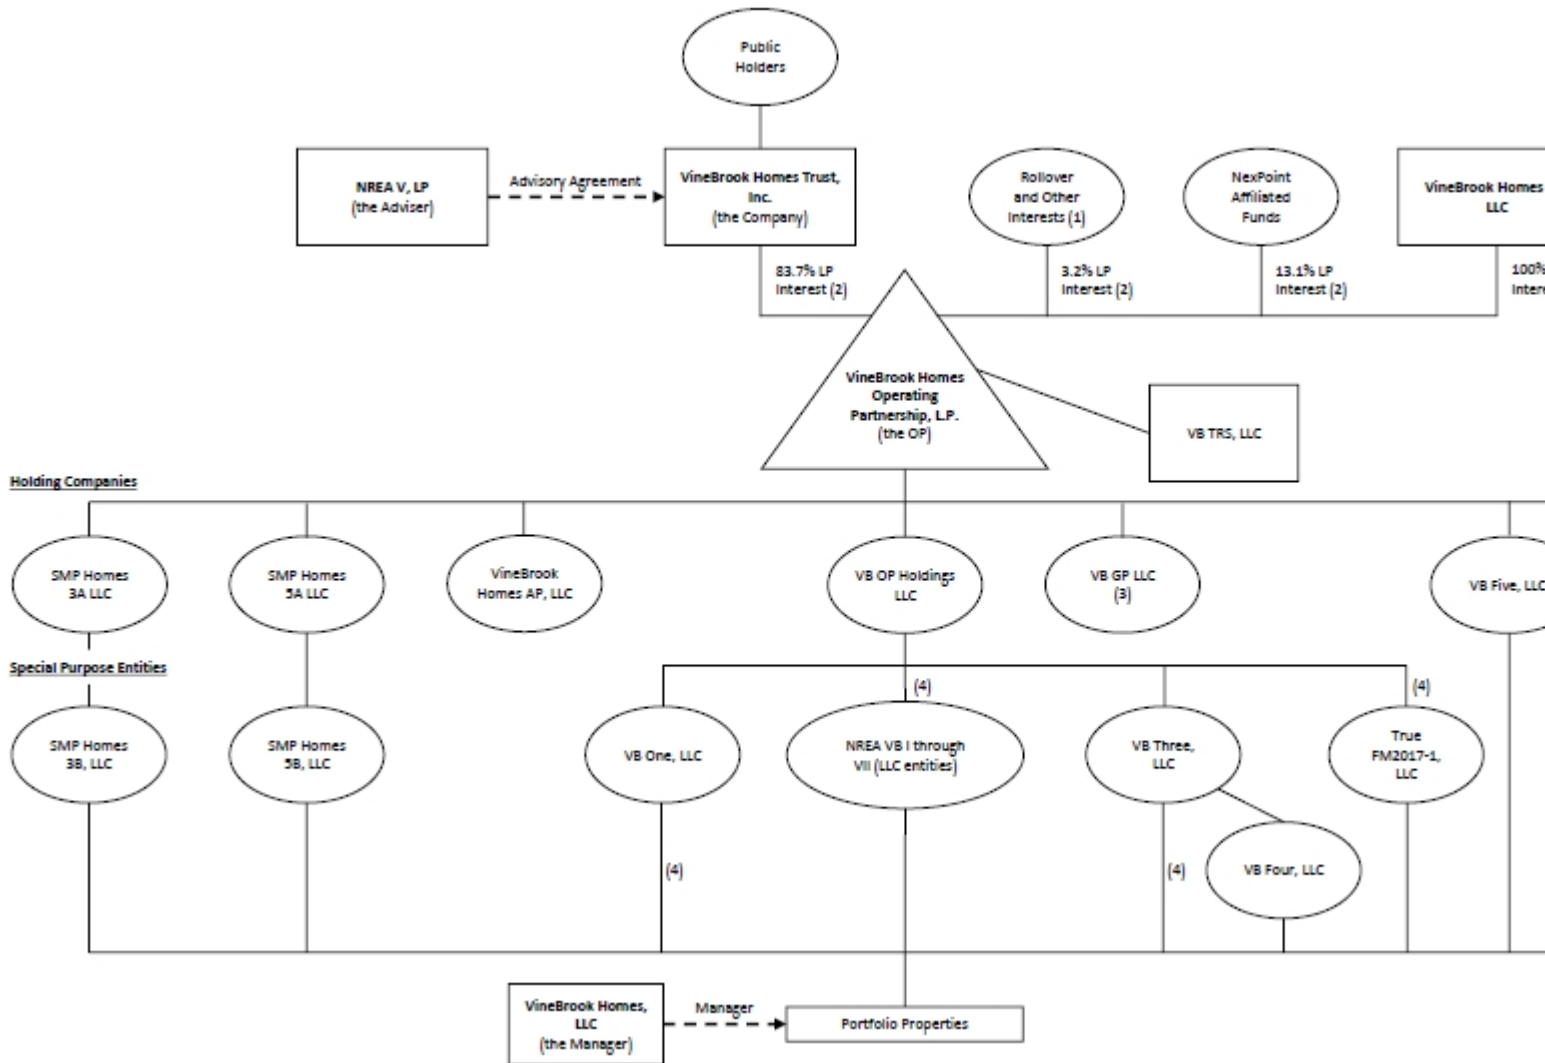 Public
Holders
NREA V, LP
(the Adviser)
Advisory Agreement
VineBrook Homes Trust,
Inc.
(the Company)
Rollover
and Other
Interests (1)
NexPoint
Affiliated
Funds
VineBrook Homes
LLC
83.7% LP
Interest (2)
3.2% LP
Interest (2)
13.1% LP
Interest (2)
100%
VineBrook Homes
Operating
Partnership, L.P.
(the OP)
VB TRS, LLC
Holding Companies
SMP Homes
3A LLC
SMP Homes
5A LLC
VineBrook
Homes AP, LLC
VB OP Holdings
LLC
VB GP LLC
(3)
VB Five, LLC
Special Purpose Entities
(4)
(4)
SMP Homes
3B, LLC
SMP Homes
5B, LLC
VB One, LLC
NREA VB I through
VII (LLC entities)
VB Three,
LLC
True
FM2017-1,
LLC
(4)
(4)
VB Four, LLC
VineBrook Homes,
LLC
(the Manager)
Manager
Portfolio Properties